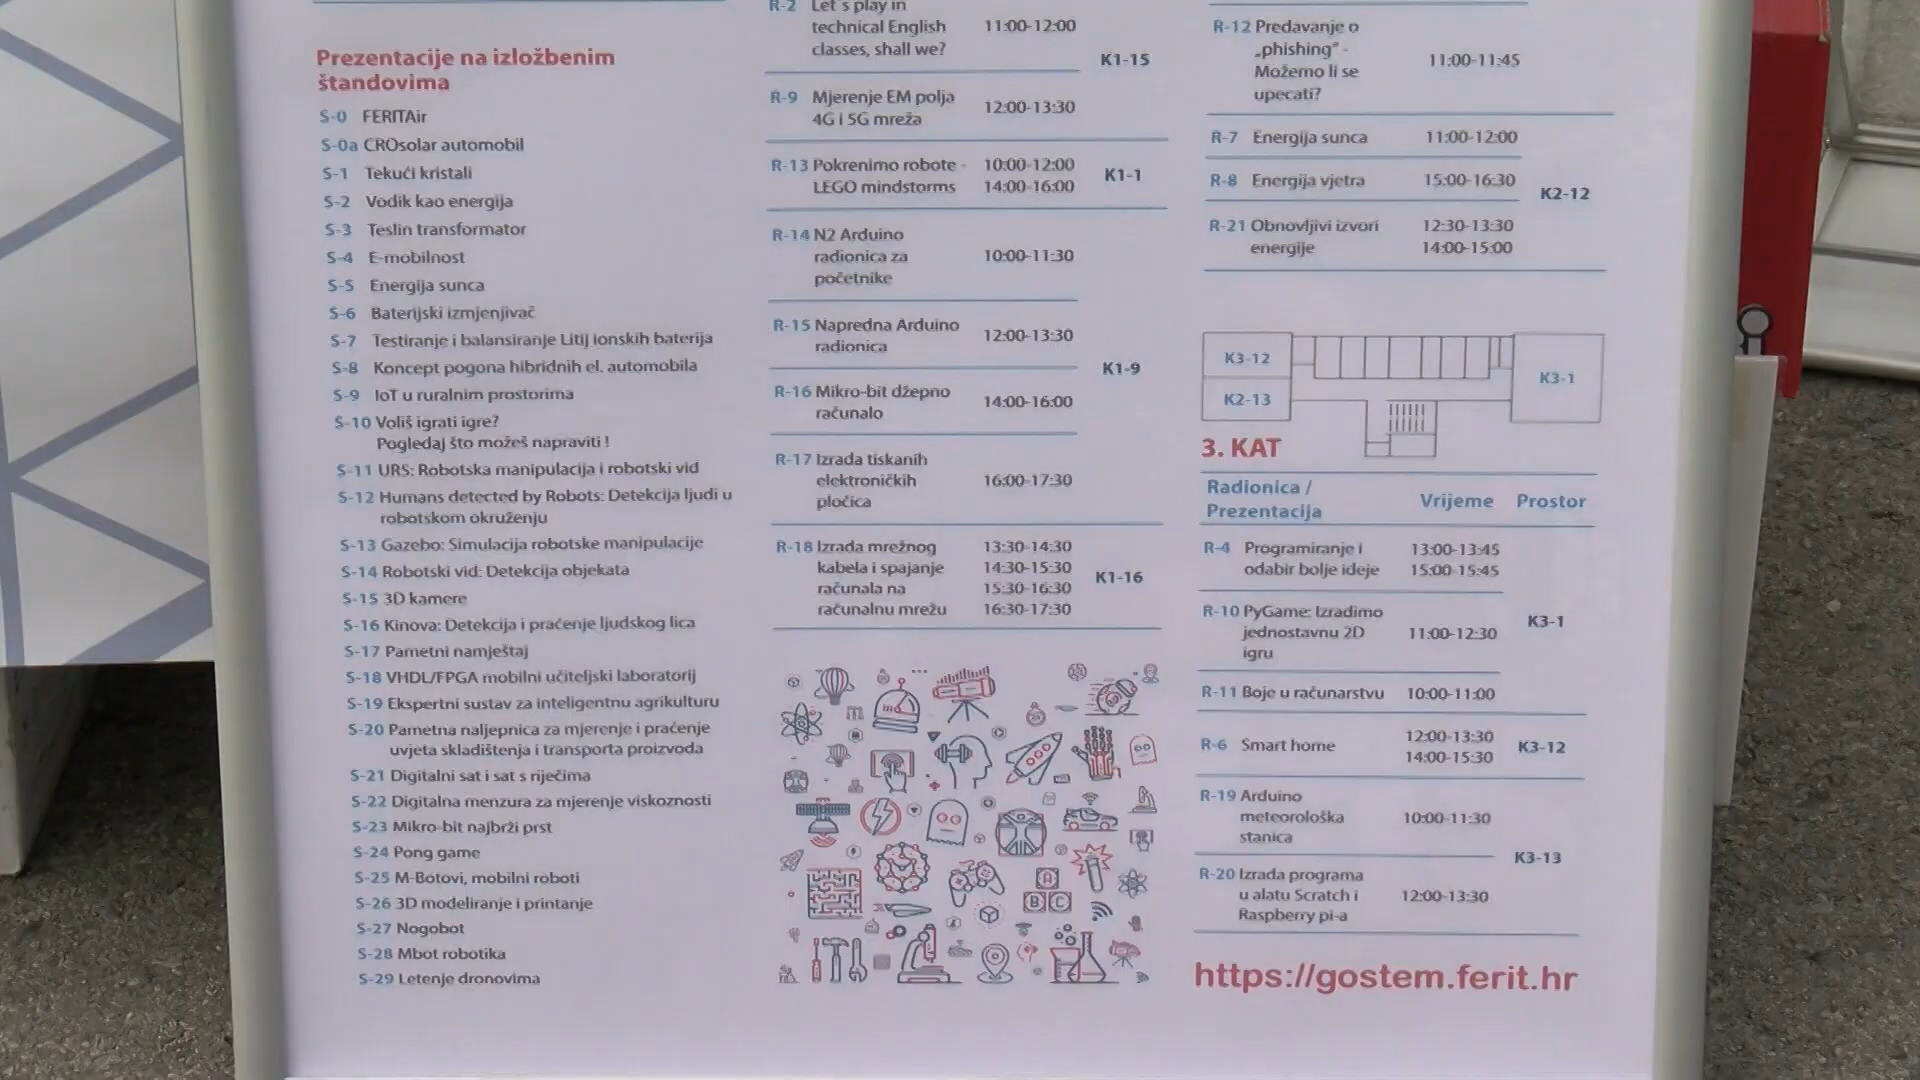 Prezentacije na izložbenim
štandovima
S-0 FERITAir
S-0a CROsolar automobil
S-1 Tekući kristali
S-2 Vodik kao energija
S-3 Teslin transformator
S-4 E-mobilnost
S-5 Energija sunca
S-6 Baterijski izmjenjivač
S-7 Testiranje i balansiranje Litij ionskih baterija
S-8 Koncept pogona hibridnih el. automobila
S-9 IoT u ruralnim prostorima
S-10 Voliš igrati igre?
Pogledaj što možeš napraviti !
S-11 URS: Robotska manipulacija i robotski vid
S-12 Humans detected by Robots: Detekcija ljudi u
robotskom okruženju
S-13 Gazebo: Simulacija robotske manipulacije
S-14 Robotski vid: Detekcija objekata
S-15 3D kamere
S-16 Kinova: Detekcija i praćenje ljudskog lica
S-17 Pametni namještaj
S-18 VHDL/FPGA mobilni učiteljski laboratorij
S-19 Ekspertni sustav za inteligentnu agrikulturu
S-20 Pametna naljepnica za mjerenje i praćenje
uvjeta skladištenja i transporta proizvoda
S-21 Digitalni sat i sat s riječima
S-22 Digitalna menzura za mjerenje viskoznosti
S-23 Mikro-bit najbrži prst
S-24 Pong game
S-25 M-Botovi, mobilni roboti
S-26 3D modeliranje i printanje
S-27 Nogobot
S-28 Mbot robotika
S-29 Letenje dronovima
R-2 Let's play in
technical English 11:00-12:00
classes, shall we?
K1-15
R-9 Mjerenje EM polja 12:00-13:30
4G i 5G mreža
R-13 Pokrenimo robote - 10:00-12:00
LEGO mindstorms 14:00-16:00
K1-1
R-14 N2 Arduino
radionica za 10:00-11:30
početnike
R-15 Napredna Arduino 12:00-13:30
radionica
K1-9
R-16 Mikro-bit džepno 14:00-16:00
računalo
R-17 Izrada tiskanih
elektroničkih 16:00-17:30
pločica
R-18 Izrada mrežnog 13:30-14:30
kabela i spajanje 14:30-15:30
računala na 15:30-16:30
računalnu mrežu 16:30-17:30
K1-16
A
B C
R-12 Predavanje o
„phishing" -
Možemo li se 11:00-11:45
upecati?
R-7 Energija sunca 11:00-12:00
R-8 Energija vjetra 15:00-16:30
K2-12
R-21 Obnovljivi izvori 12:30-13:30
energije 14:00-15:00
K3-12
K2-13
K3-1
3. KAT
Radionica /
Prezentacija Vrijeme Prostor
R-4 Programiranje i 13:00-13:45
odabir bolje ideje 15:00-15:45
R-10 PyGame: Izradimo
jednostavnu 2D 11:00-12:30
igru
K3-1
R-11 Boje u računarstvu 10:00-11:00
R-6 Smart home 12:00-13:30
14:00-15:30
K3-12
R-19 Arduino
meteorološka 10:00-11:30
stanica
K3-13
R-20 Izrada programa
u alatu Scratch i 12:00-13:30
Raspberry pi-a
https://gostem.ferit.hr